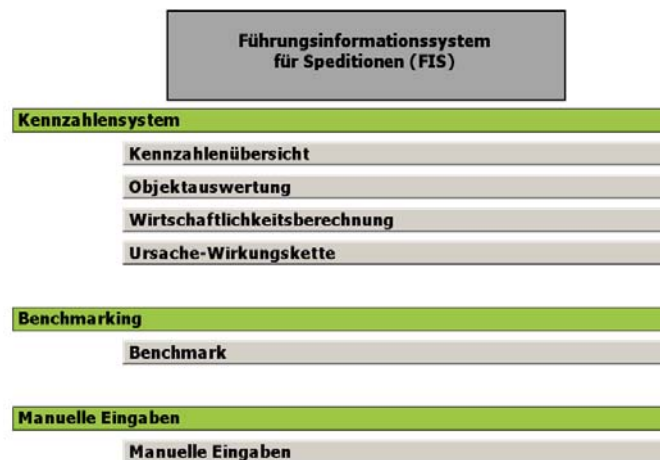 Führungsinformationssystem
für Speditionen (FIS)
Kennzahlensystem
Kennzahlenübersicht
Objektauswertung
Wirtschaftlichkeitsberechnung
Ursache-Wirkungskette
Benchmarking
Benchmark
Manuelle Eingaben
Manuelle Eingaben